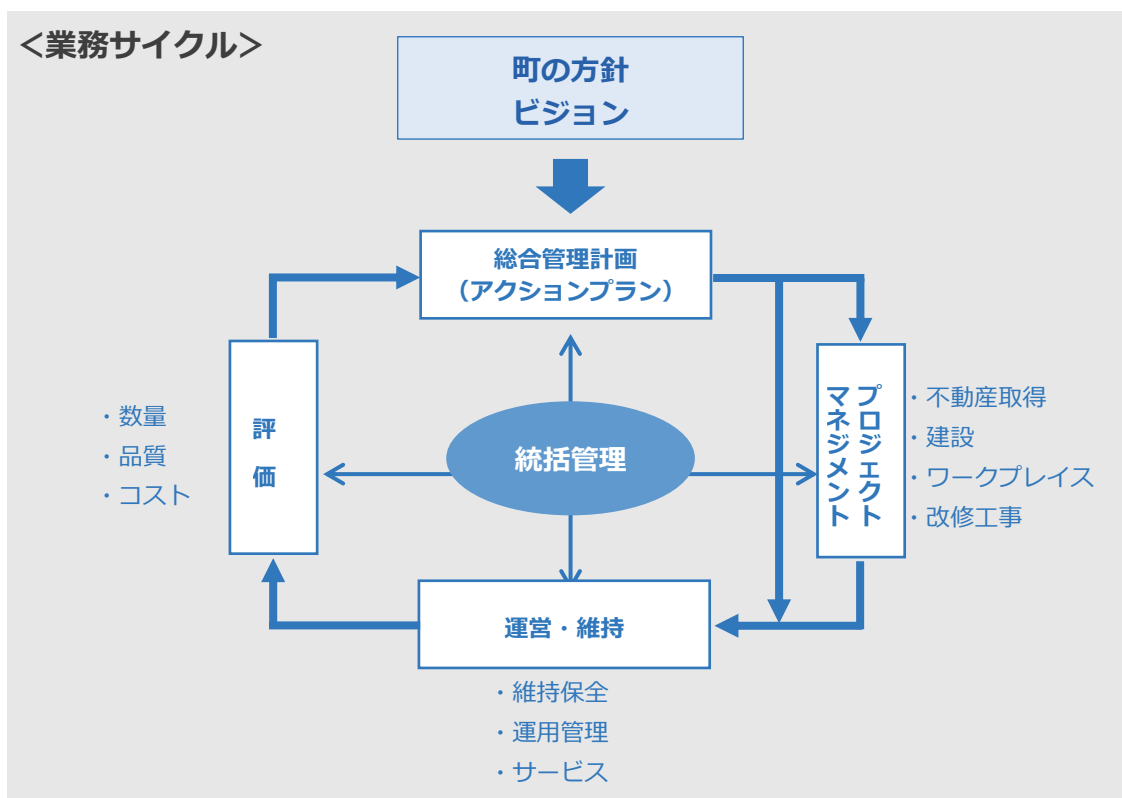 ＜業務サイクル＞
町の方針
ビジョン
総合管理計画
（アクションプラン）
評
価
・数量
・品質
・コスト
統括管理
プロジェクト
マネジメント
・不動産取得
・建設
・ワークプレイス
・改修工事
運営・維持
・維持保全
・運用管理
・サービス